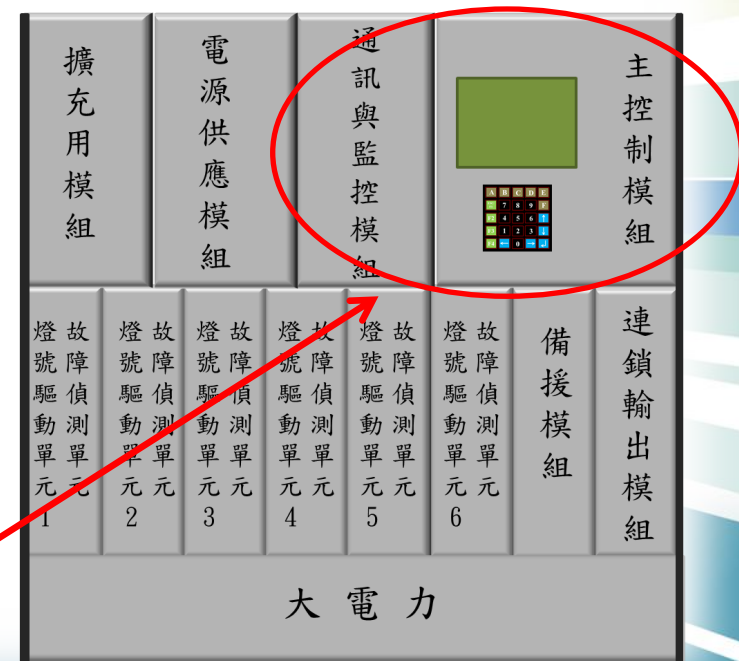 擴充用模組
電源供應模組
通訊與監控模組
主控制模組
A B C D E
7 8 9 F
F2 4 5 6 ↑
F3 1 2 3 ↓
F4 ← 0 → ↲
故障偵測單元
燈號驅動單元1
故障偵測單元
燈號驅動單元2
故障偵測單元
燈號驅動單元3
故障偵測單元
燈號驅動單元4
故障偵測單元
燈號驅動單元5
故障偵測單元
燈號驅動單元6
備援模組
連鎖輸出模組
大電力